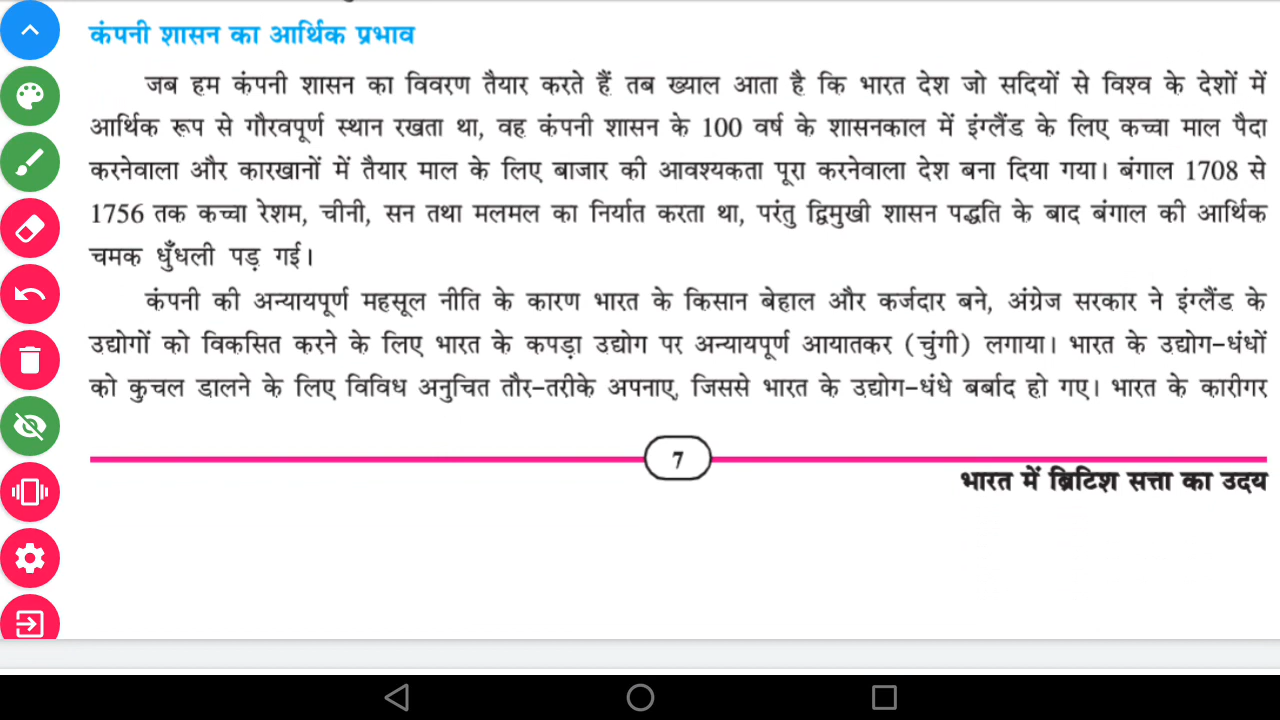 कंपनी शासन का आर्थिक प्रभाव
जब हम कंपनी शासन का विवरण तैयार करते हैं तब ख्याल आता है कि भारत देश जो सदियों से विश्व के देशों में
आर्थिक रूप से गौरवपूर्ण स्थान रखता था, वह कंपनी शासन के 100 वर्ष के शासनकाल में इंग्लैंड के लिए कच्चा माल पैदा
करनेवाला और कारखानों में तैयार माल के लिए बाजार की आवश्यकता पूरा करनेवाला देश बना दिया गया। बंगाल 1708 से
1756 तक कच्चा रेशम, चीनी, सन तथा मलमल का निर्यात करता था, परंतु द्विमुखी शासन पद्धति के बाद बंगाल की आर्थिक
चमक धुँधली पड़ गई।
कंपनी की अन्यायपूर्ण महसूल नीति के कारण भारत के किसान बेहाल और कर्जदार बने, अंग्रेज सरकार ने इंग्लैंड के
उद्योगों को विकसित करने के लिए भारत के कपड़ा उद्योग पर अन्यायपूर्ण आयातकर (चुंगी) लगाया। भारत के उद्योग-धंधों
को कुचल डालने के लिए विविध अनुचित तौर-तरीके अपनाए, जिससे भारत के उद्योग-धंधे बर्बाद हो गए। भारत के कारीगर
7
भारत में ब्रिटिश सत्ता का उदय